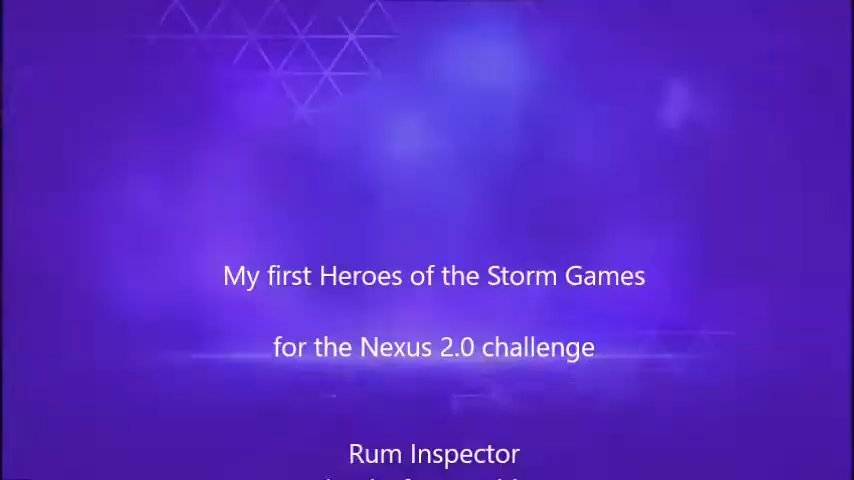 My first Heroes of the Storm Games
for the Nexus 2.0 challenge
Rum Inspector